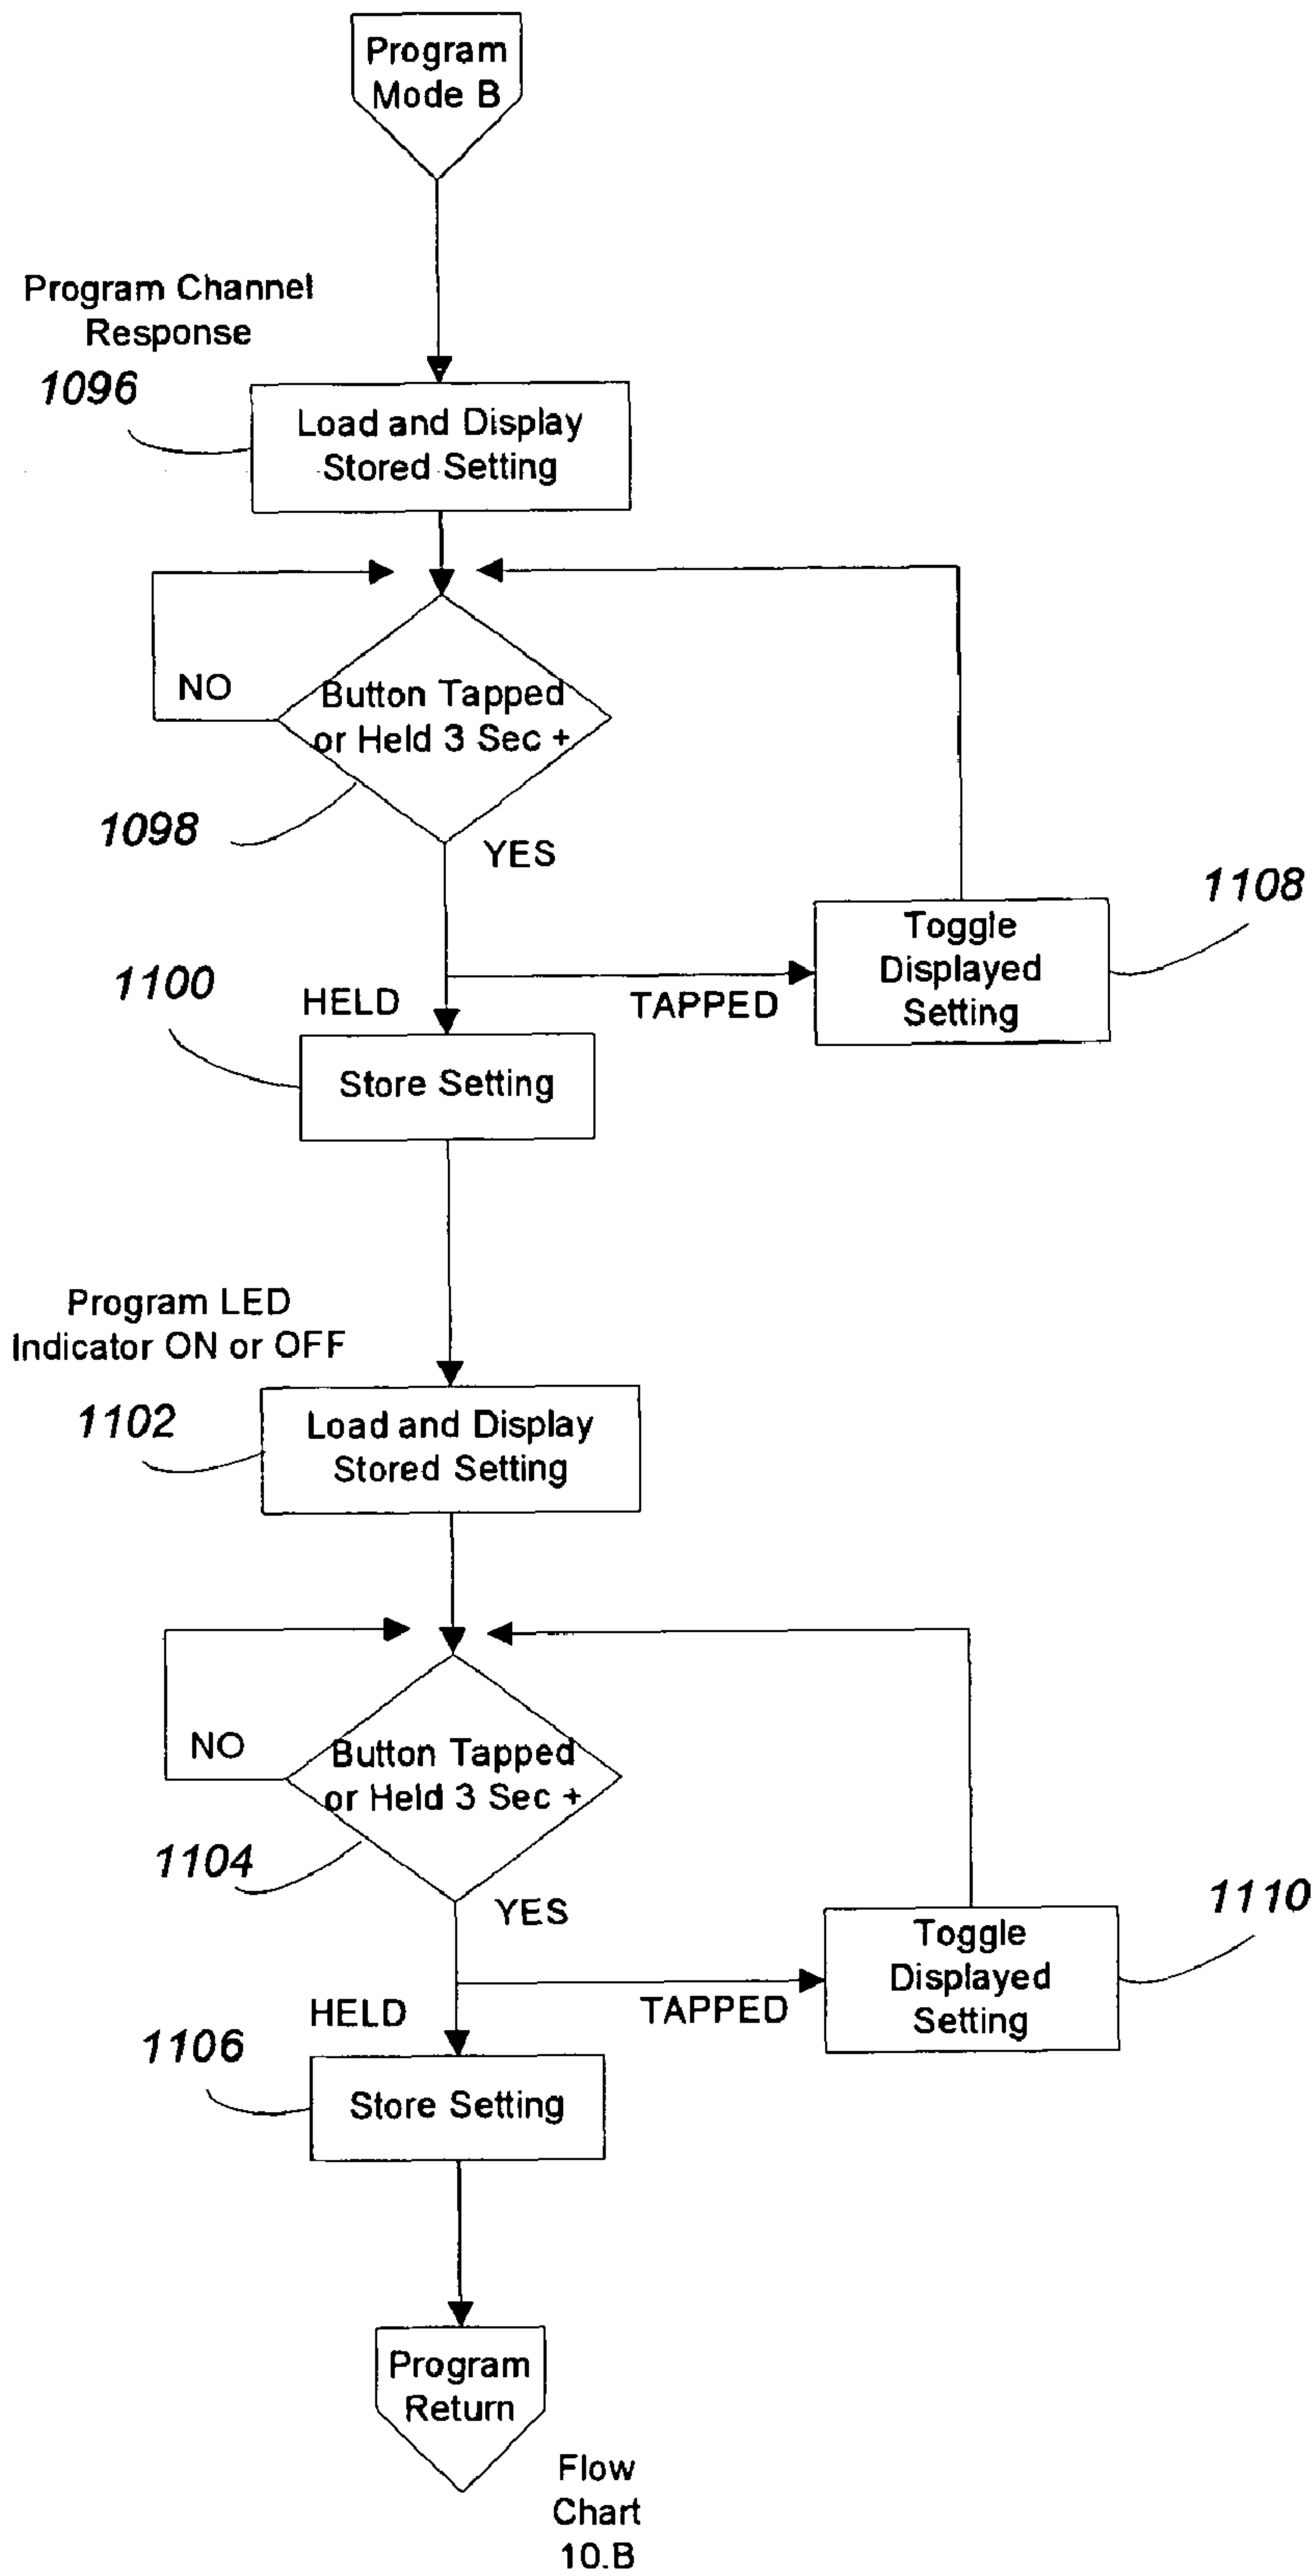 Program
Mode B
Program Channel
Response
1096
Load and Display
Stored Setting
NO
Button Tapped
or Held 3 Sec +
1098
YES
1108
Toggle
Displayed
Setting
1100
HELD
TAPPED
Store Setting
Program LED
Indicator ON or OFF
1102
Load and Display
Stored Setting
NO
Button Tapped
or Held 3 Sec +
1104
YES
1110
Toggle
Displayed
Setting
HELD
TAPPED
1106
Store Setting
Program
Return
Flow
Chart
10.B